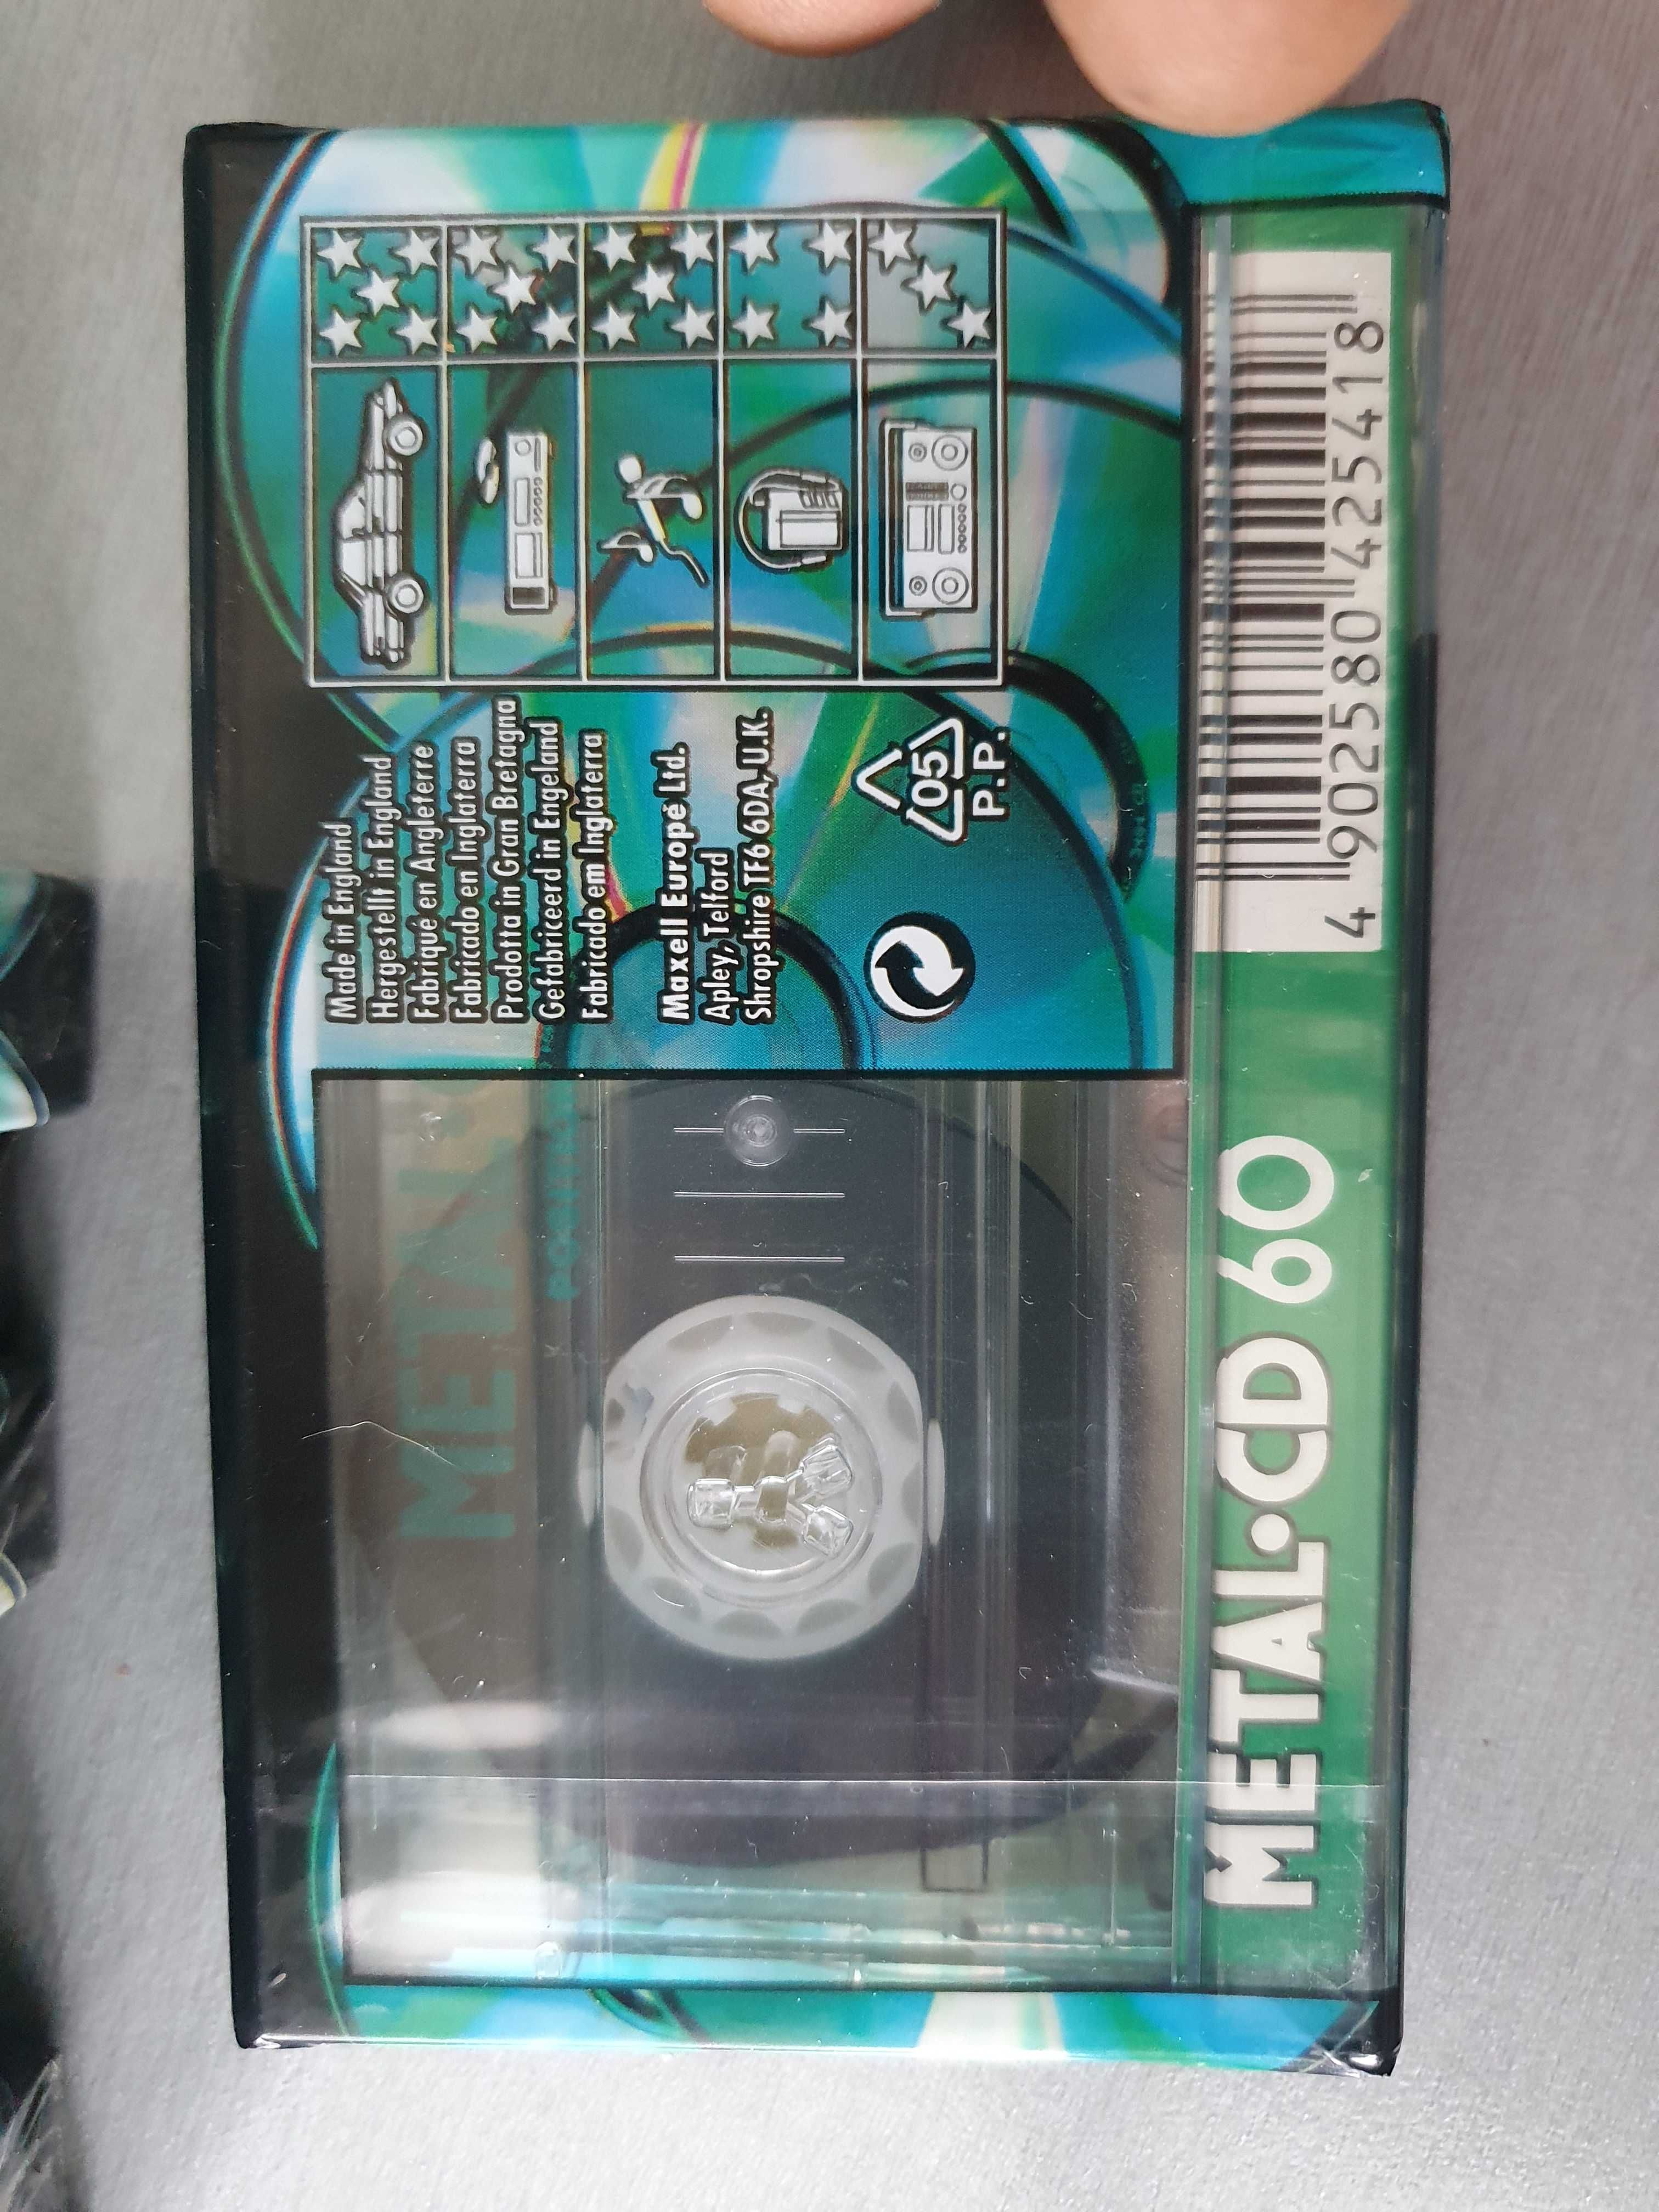 Made in England
Hergestellt in England
Fabriqué en Angleterre
Fabricado en Inglaterra
Prodotta in Gran Bretagna
Gefabriceerd in Engeland
Fabricado em Inglaterra
Maxell Europe Ltd.
Apley, Telford
Shropshire TF6 6DA, U.K.
05
P.P.
METAL
POSITION
METAL•CD 60
4 902580 425418